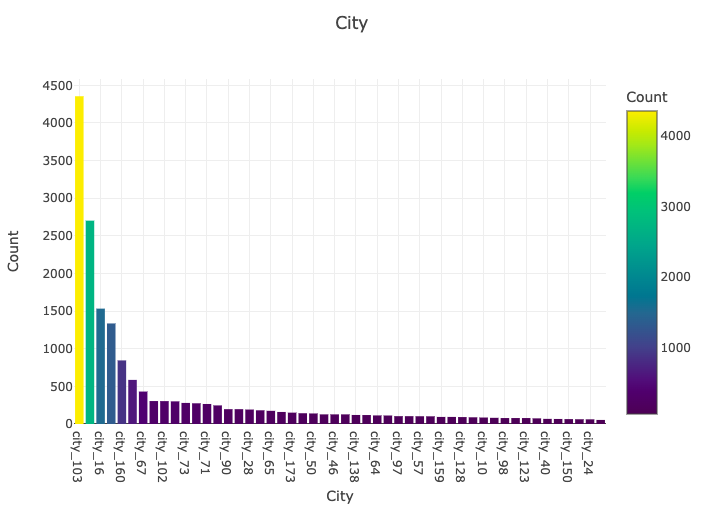 City
4500
4000
3500
3000
2500
2000
1500
1000
500
0
Count
city_103
city_16
city_160
city_67
city_102
city_73
city_71
city_90
city_28
city_65
city_173
city_50
city_46
city_138
city_64
city_97
city_57
city_159
city_128
city_10
city_98
city_123
city_40
city_150
city_24
City
Count
4000
3000
2000
1000